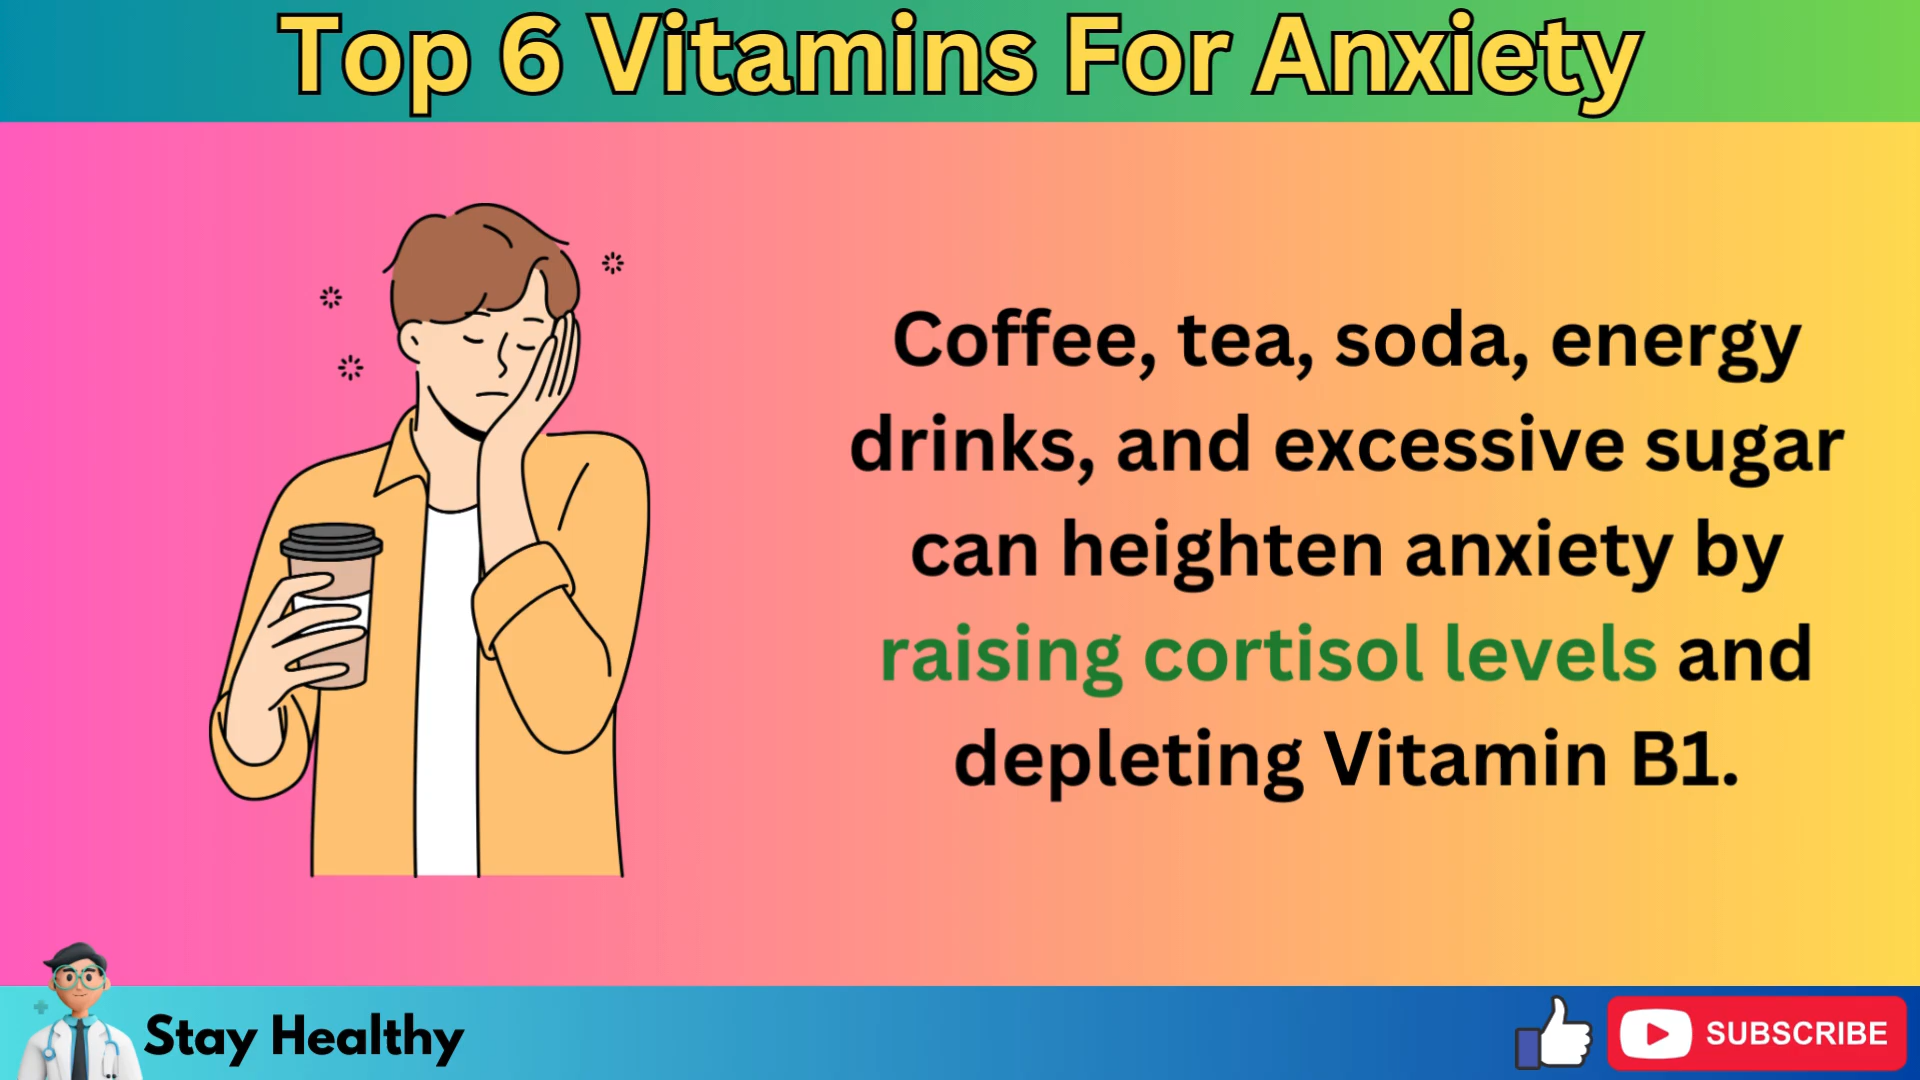 Top 6 Vitamins For Anxiety
Coffee, tea, soda, energy
drinks, and excessive sugar
can heighten anxiety by
raising cortisol levels and
depleting Vitamin B1.
Stay Healthy
SUBSCRIBE